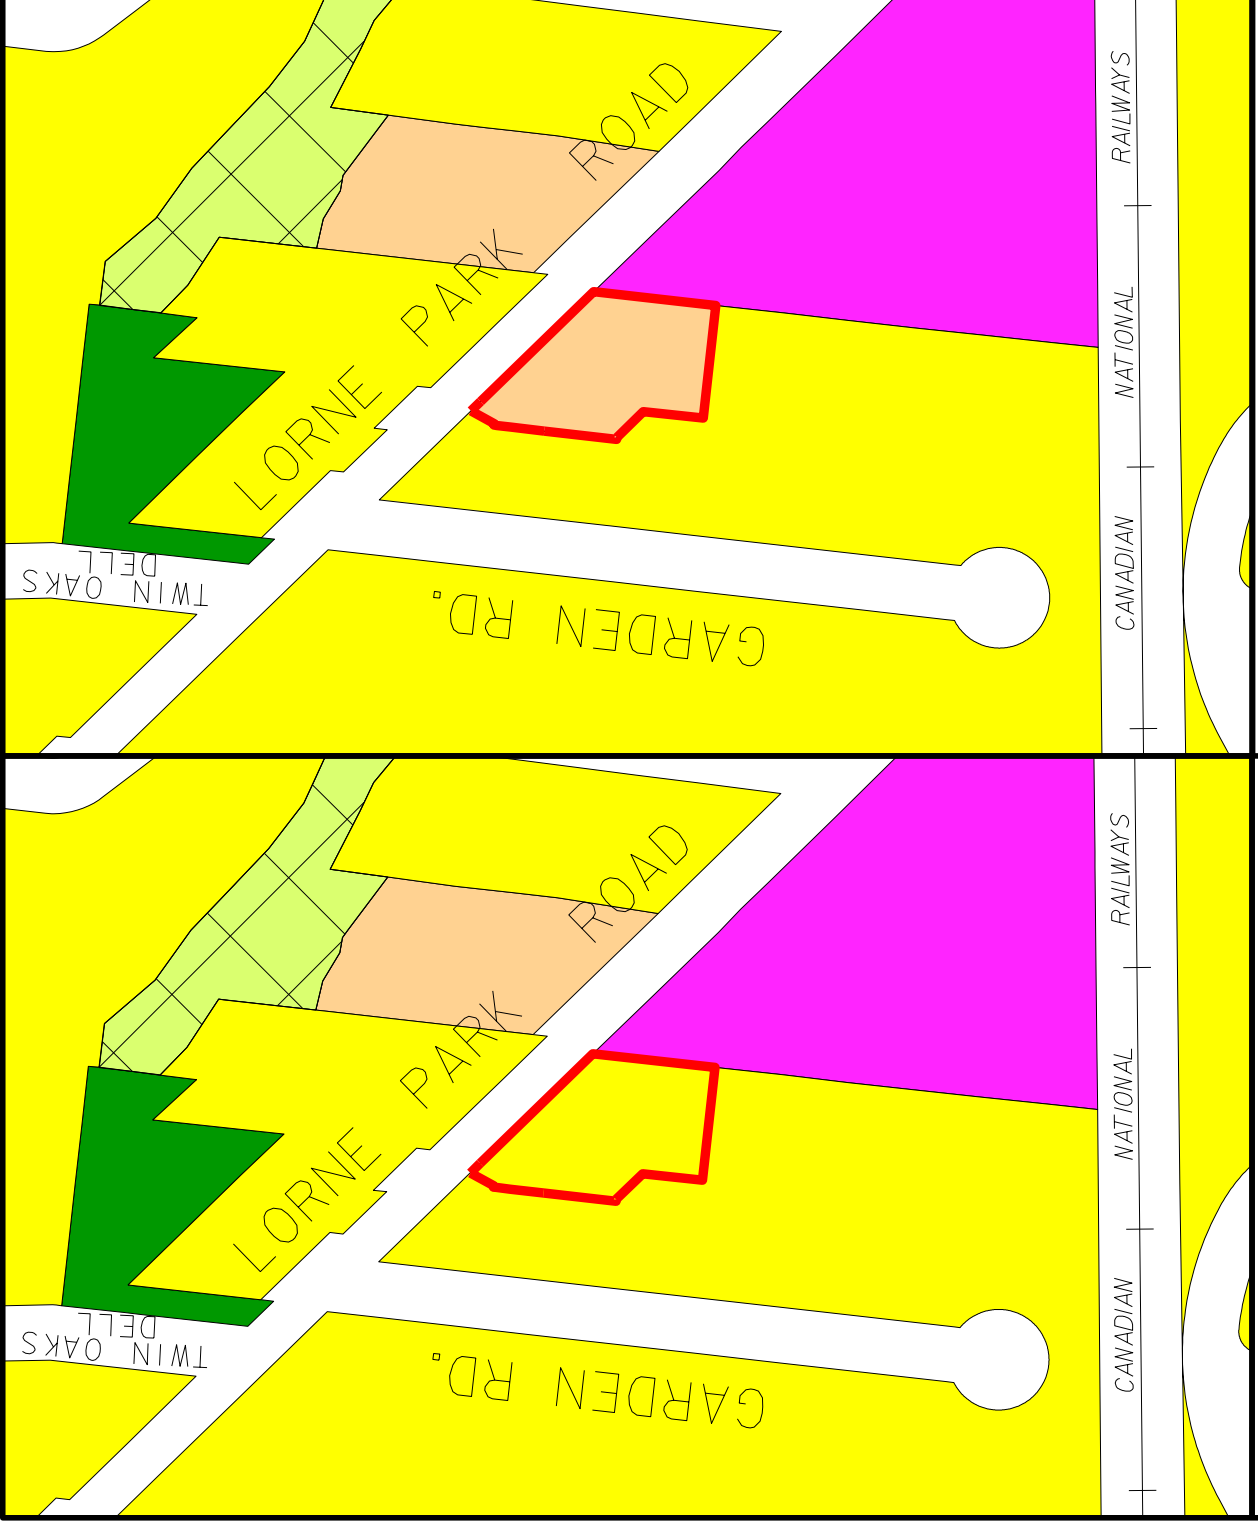 LORNE PARK ROAD
TWIN OAKS
DELL
GARDEN RD.
CANADIAN NATIONAL RAILWAYS
LORNE PARK ROAD
TWIN OAKS
DELL
GARDEN RD.
CANADIAN NATIONAL RAILWAYS